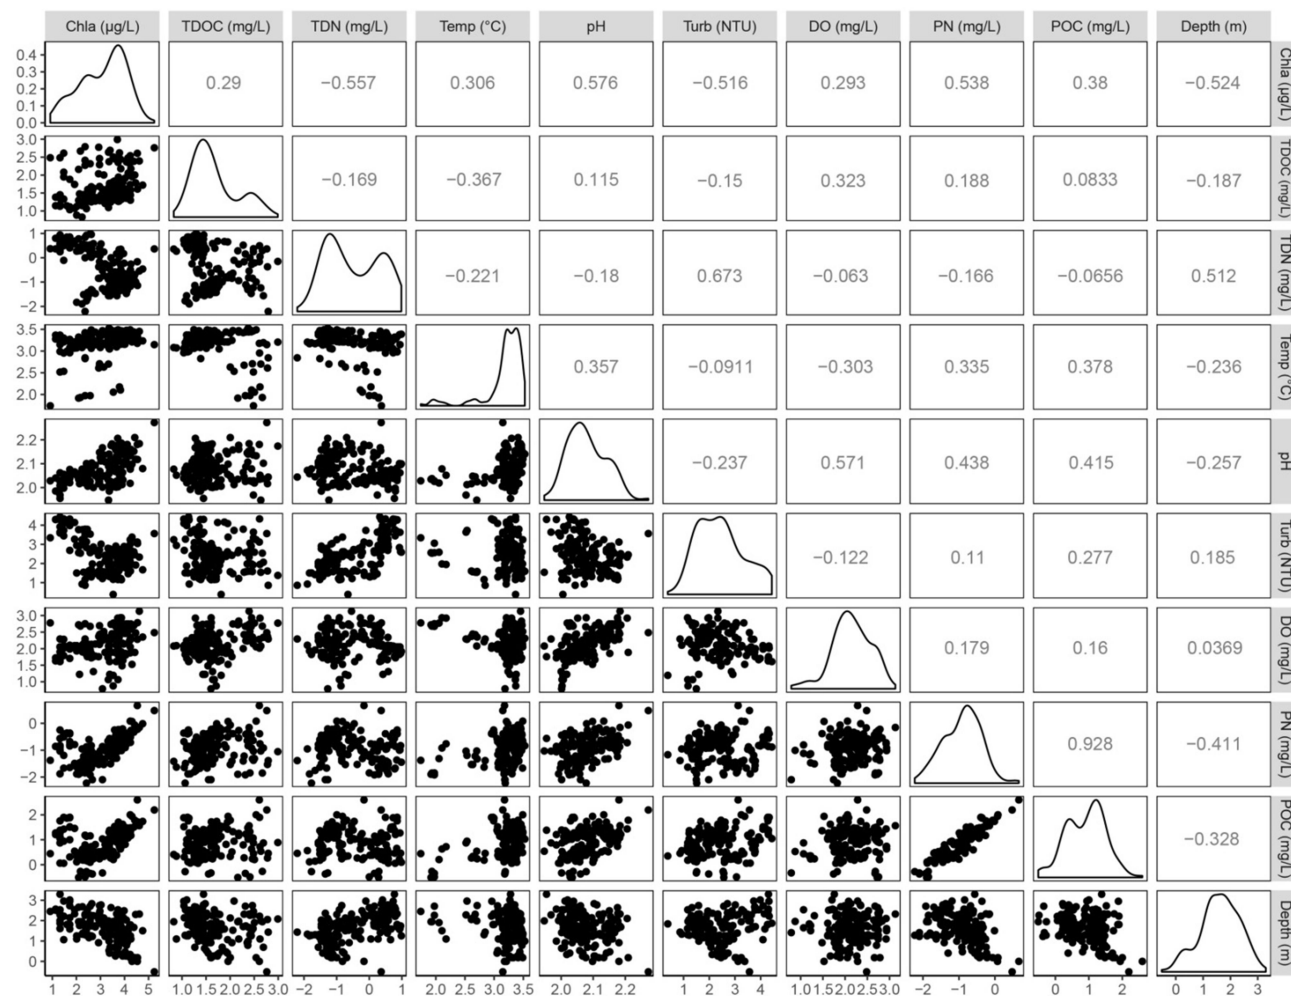 Chla (µg/L) TDOC (mg/L) TDN (mg/L) Temp (°C) pH Turb (NTU) DO (mg/L) PN (mg/L) POC (mg/L) Depth (m)
0.4
0.3
0.2
0.1
0.0
0.29 −0.557 0.306 0.576 −0.516 0.293 0.538 0.38 −0.524
Chla (µg/L)
3.0
2.5
2.0
1.5
1.0
−0.169 −0.367 0.115 −0.15 0.323 0.188 0.0833 −0.187
TDOC (mg/L)
1
0
−1
−2
−0.221 −0.18 0.673 −0.063 −0.166 −0.0656 0.512
TDN (mg/L)
3.5
3.0
2.5
2.0
0.357 −0.0911 −0.303 0.335 0.378 −0.236
Temp (°C)
2.2
2.1
2.0
−0.237 0.571 0.438 0.415 −0.257
pH
4
3
2
1
−0.122 0.11 0.277 0.185
Turb (NTU)
3.0
2.5
2.0
1.5
1.0
0.179 0.16 0.0369
DO (mg/L)
0
−1
−2
0.928 −0.411
PN (mg/L)
2
1
0
−0.328
POC (mg/L)
3
2
1
0
Depth (m)
1 2 3 4 5 1.0 1.5 2.0 2.5 3.0 −2 −1 0 1 2.0 2.5 3.0 3.5 2.0 2.1 2.2 1 2 3 4 1.0 1.5 2.0 2.5 3.0 −2 −1 0 0 1 2 0 1 2 3